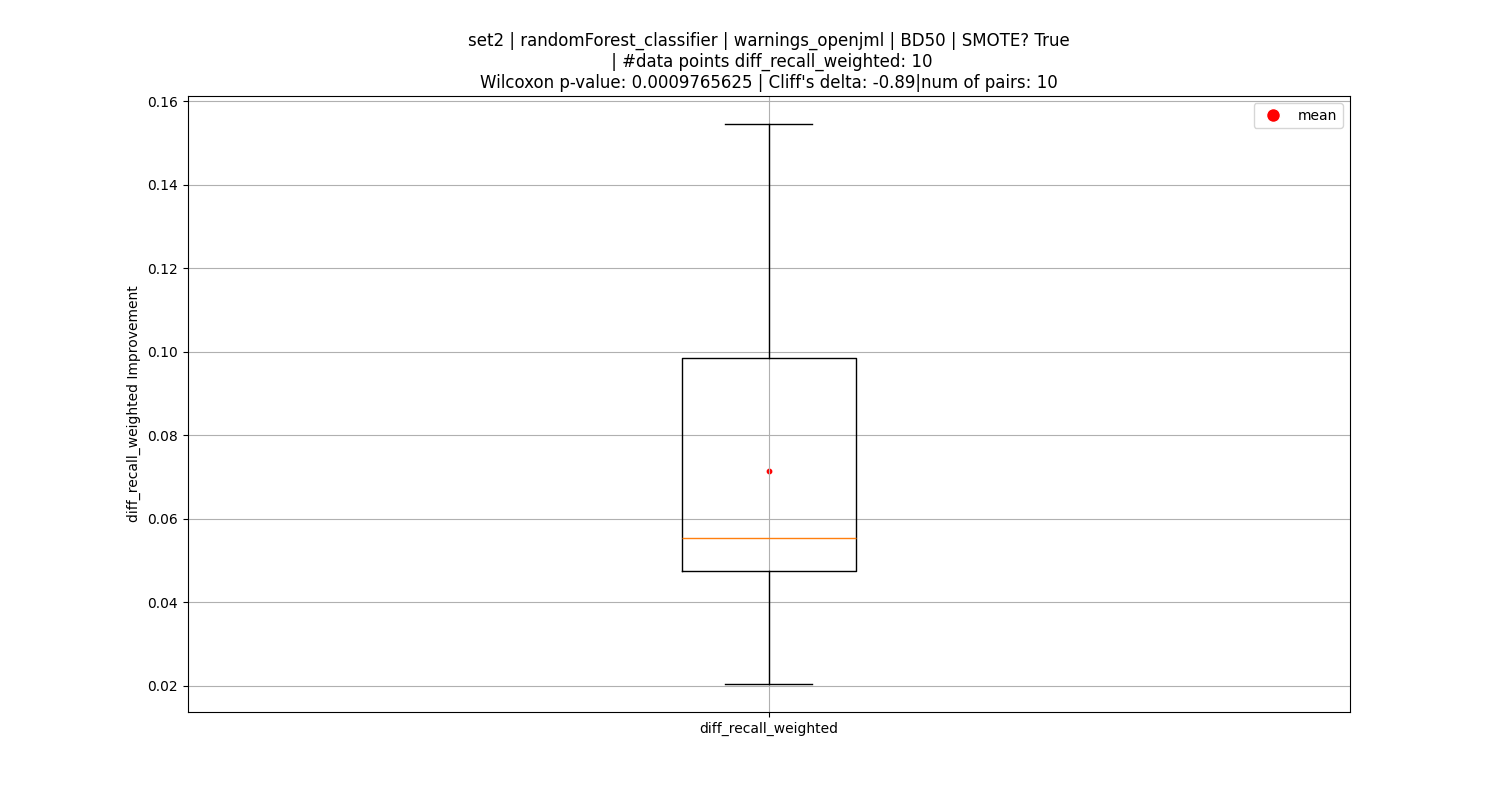 set2 | randomForest_classifier | warnings_openjml | BD50 | SMOTE? True
| #data points diff_recall_weighted: 10
Wilcoxon p-value: 0.0009765625 | Cliff's delta: -0.89|num of pairs: 10
mean
0.16
0.14
0.12
0.10
0.08
0.06
0.04
0.02
diff_recall_weighted Improvement
diff_recall_weighted